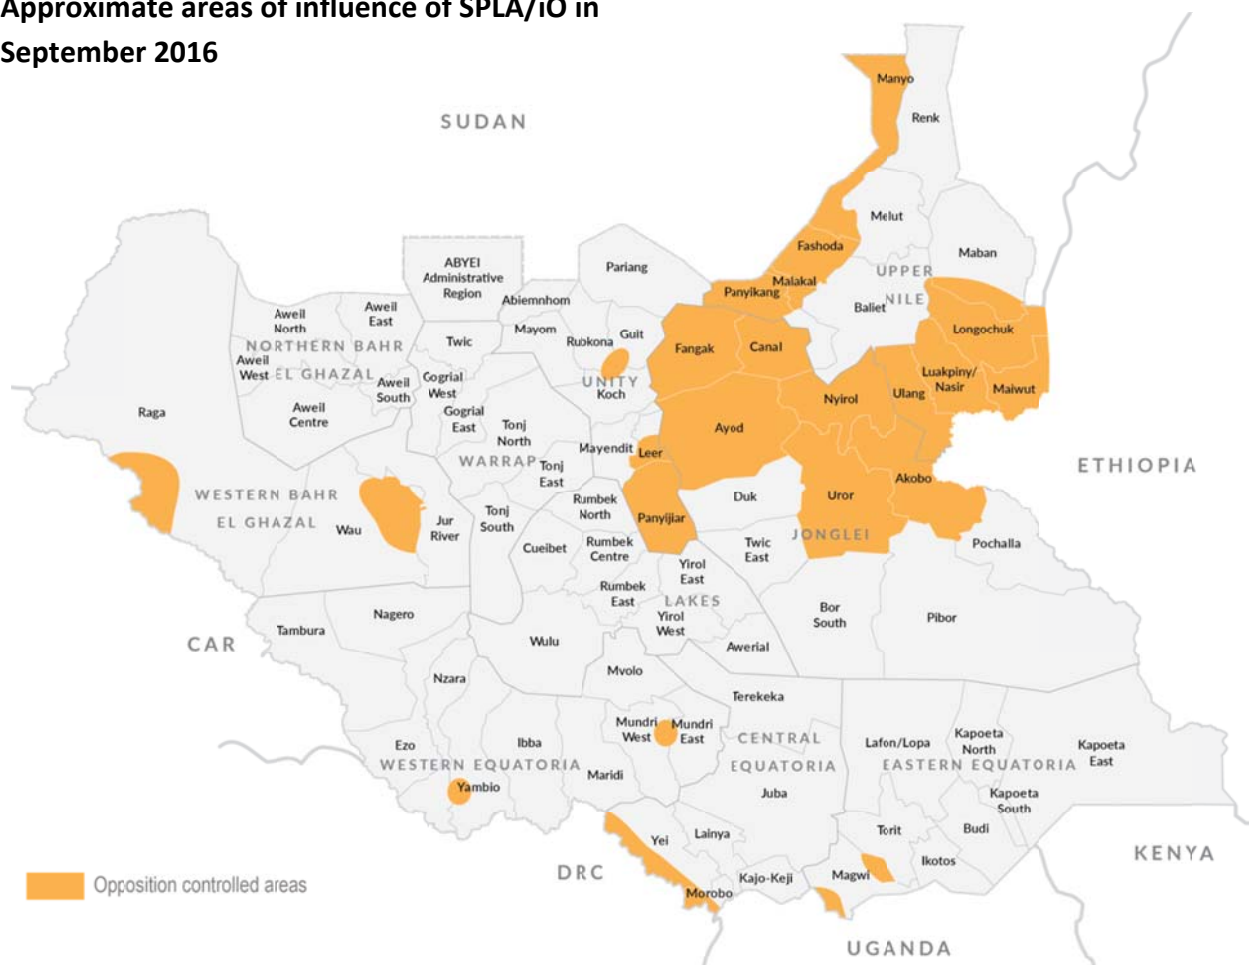 Approximate areas of influence of SPLA/iO in
September 2016
SUDAN
Manyo
Renk
Melut
Fashoda
Maban
Malakal
Panyikang
UPPER
NILE
Baliet
Longochuk
ABYEI
Administrative
Region
Pariang
Abiemnhom
Aweil
North
Aweil
East
NORTHERN BAHR
EL GHAZAL
Aweil
West
Aweil
South
Aweil
Centre
Twic
Mayom
Rubkona
Guit
UNITY
Koch
Fangak
Canal
Nyirol
Ulang
Luakpiny/
Nasir
Maiwut
Gogrial
West
Gogrial
East
Tonj
North
WARRAP
Tonj
East
Mayendit
Leer
Ayod
Raga
ETHIOPIA
Akobo
Uror
Duk
JONGLEI
Pochalla
WESTERN BAHR
EL GHAZAL
Wau
Jur
River
Tonj
South
Rumbek
North
Panyijiar
Cueibet
Rumbek
Centre
Twic
East
Yirol
East
Rumbek
East
LAKES
Yirol
West
Bor
South
Pibor
CAR
Tambura
Nagero
Wulu
Awerial
Mvolo
Nzara
Terekeka
Mundri
West
Mundri
East
CENTRAL
EQUATORIA
Ezo
Ibba
WESTERN EQUATORIA
Maridi
Yambio
Juba
Lafon/Lopa
Kapoeta
North
Kapoeta
East
EASTERN EQUATORIA
Kapoeta
South
Torit
Budi
Yei
Lainya
Ikotos
Magwi
Kajo-Keji
Morobo
KENYA
DRC
UGANDA
Opposition controlled areas